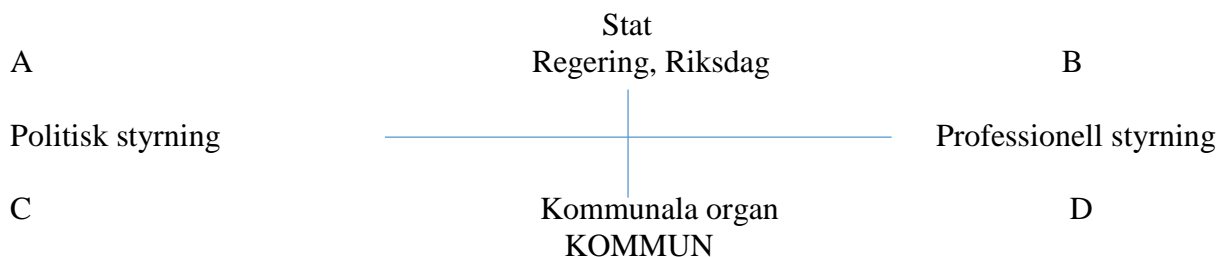 Stat
A Regering, Riksdag B
Politisk styrning Professionell styrning
C Kommunala organ D
KOMMUN